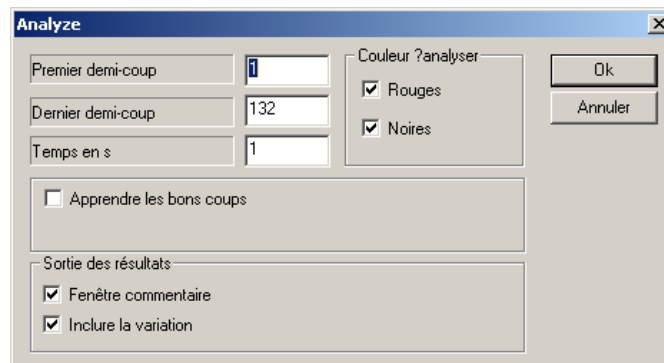 Analyze
Premier demi-coup
1
Dernier demi-coup
132
Temps en s
1
Couleur ?analyser
Rouges
Noires
Ok
Annuler
Apprendre les bons coups
Sortie des résultats
Fenêtre commentaire
Inclure la variation